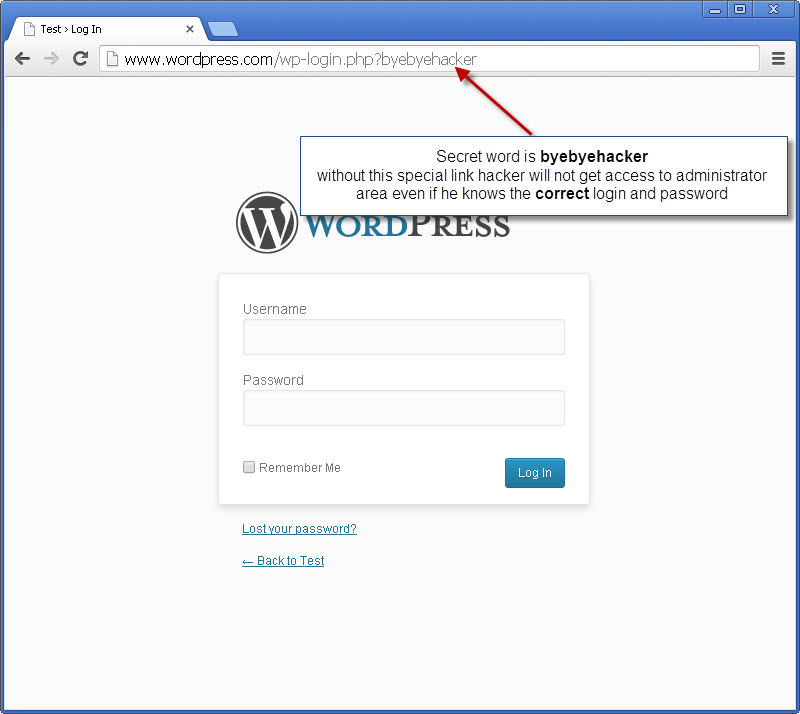 Test › Log In
www.wordpress.com/wp-login.php?byebyehacker
Secret word is byebyehacker
without this special link hacker will not get access to administrator
area even if he knows the correct login and password
WORDPRESS
Username
Password
Remember Me
Log In
Lost your password?
← Back to Test